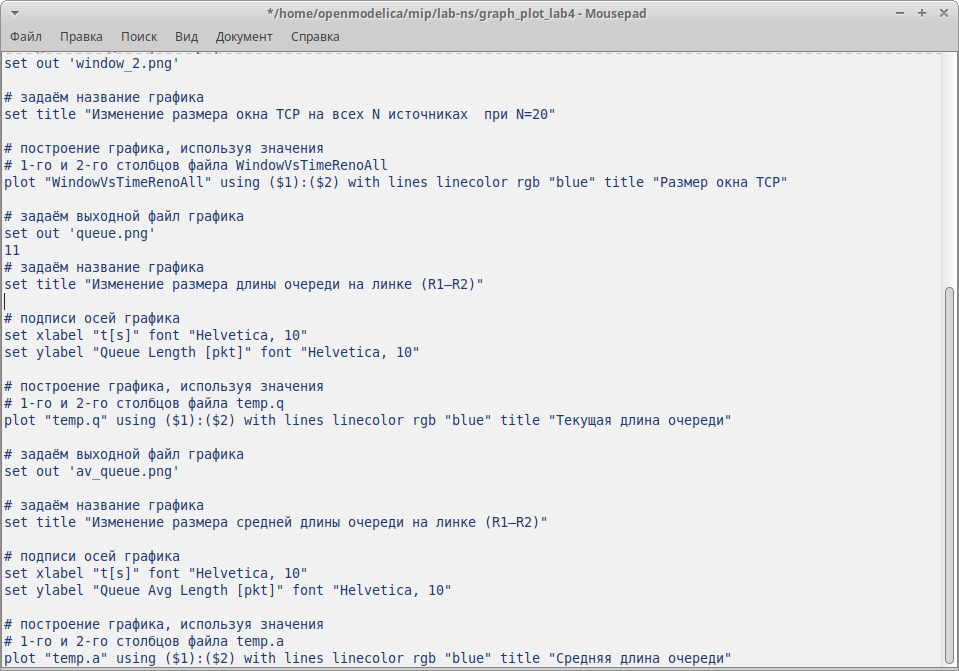 */home/openmodelica/mip/lab-ns/graph_plot_lab4 - Mousepad
Файл Правка Поиск Вид Документ Справка
set out 'window_2.png'
# задаём название графика
set title "Изменение размера окна TCP на всех N источниках  при N=20"
# построение графика, используя значения
# 1-го и 2-го столбцов файла WindowVsTimeRenoAll
plot "WindowVsTimeRenoAll" using ($1):($2) with lines linecolor rgb "blue" title "Размер окна TCP"
# задаём выходной файл графика
set out 'queue.png'
11
# задаём название графика
set title "Изменение размера длины очереди на линке (R1–R2)"
# подписи осей графика
set xlabel "t[s]" font "Helvetica, 10"
set ylabel "Queue Length [pkt]" font "Helvetica, 10"
# построение графика, используя значения
# 1-го и 2-го столбцов файла temp.q
plot "temp.q" using ($1):($2) with lines linecolor rgb "blue" title "Текущая длина очереди"
# задаём выходной файл графика
set out 'av_queue.png'
# задаём название графика
set title "Изменение размера средней длины очереди на линке (R1–R2)"
# подписи осей графика
set xlabel "t[s]" font "Helvetica, 10"
set ylabel "Queue Avg Length [pkt]" font "Helvetica, 10"
# построение графика, используя значения
# 1-го и 2-го столбцов файла temp.a
plot "temp.a" using ($1):($2) with lines linecolor rgb "blue" title "Средняя длина очереди"